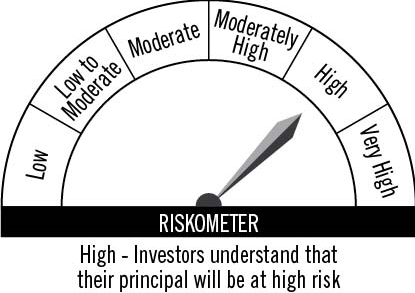 Low
Low to
Moderate
Moderate
Moderately
High
High
Very High
RISKOMETER
High - Investors understand that
their principal will be at high risk